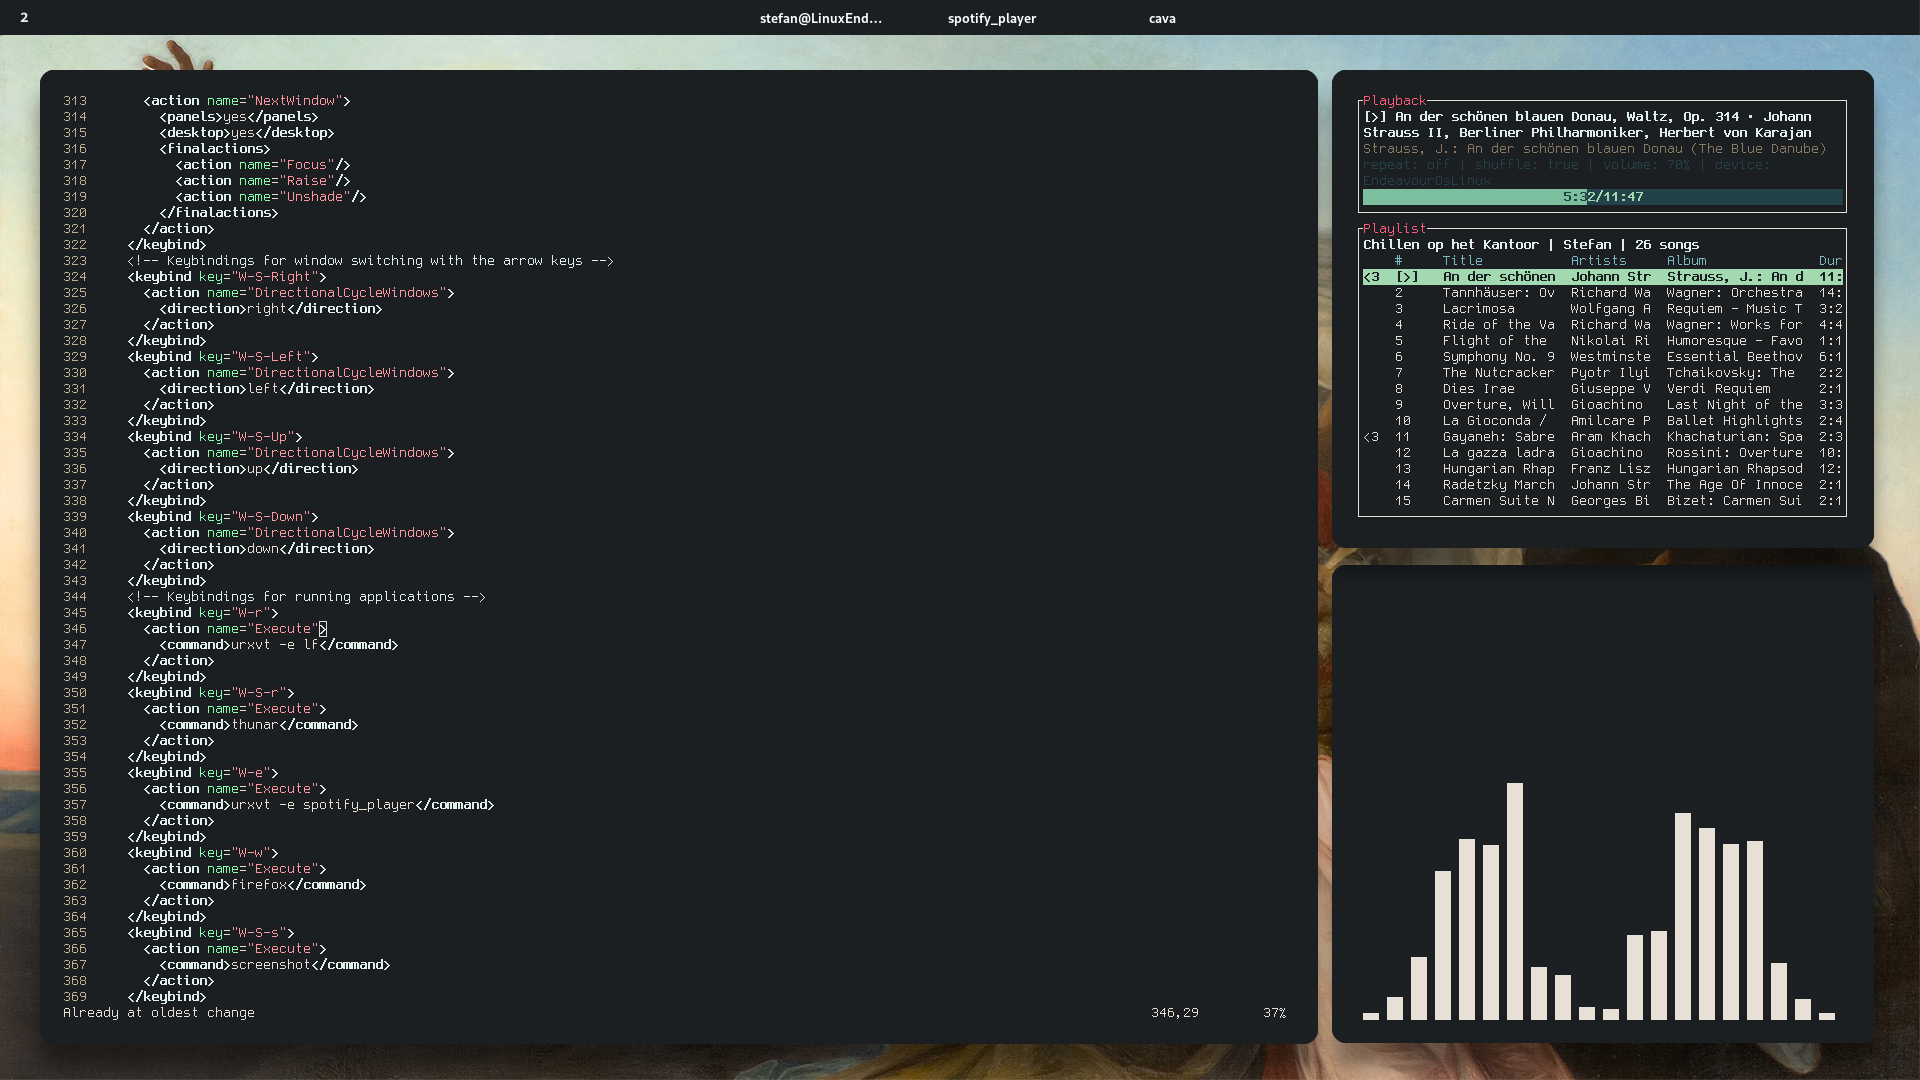 2
stefan@LinuxEnd...
spotify_player
cava
313 <action name="NextWindow">
314 <panels>yes</panels>
315 <desktop>yes</desktop>
316 <finalactions>
317 <action name="Focus"/>
318 <action name="Raise"/>
319 <action name="Unshade"/>
320 </finalactions>
321 </action>
322 </keybind>
323 <!-- Keybindings for window switching with the arrow keys -->
324 <keybind key="W-S-Right">
325 <action name="DirectionalCycleWindows">
326 <direction>right</direction>
327 </action>
328 </keybind>
329 <keybind key="W-S-Left">
330 <action name="DirectionalCycleWindows">
331 <direction>left</direction>
332 </action>
333 </keybind>
334 <keybind key="W-S-Up">
335 <action name="DirectionalCycleWindows">
336 <direction>up</direction>
337 </action>
338 </keybind>
339 <keybind key="W-S-Down">
340 <action name="DirectionalCycleWindows">
341 <direction>down</direction>
342 </action>
343 </keybind>
344 <!-- Keybindings for running applications -->
345 <keybind key="W-r">
346 <action name="Execute">
347 <command>urxvt -e lf</command>
348 </action>
349 </keybind>
350 <keybind key="W-S-r">
351 <action name="Execute">
352 <command>thunar</command>
353 </action>
354 </keybind>
355 <keybind key="W-e">
356 <action name="Execute">
357 <command>urxvt -e spotify_player</command>
358 </action>
359 </keybind>
360 <keybind key="W-w">
361 <action name="Execute">
362 <command>firefox</command>
363 </action>
364 </keybind>
365 <keybind key="W-S-s">
366 <action name="Execute">
367 <command>screenshot</command>
368 </action>
369 </keybind>
Already at oldest change 346,29 37%
Playback
[>] An der schönen blauen Donau, Waltz, Op. 314 • Johann
Strauss II, Berliner Philharmoniker, Herbert von Karajan
Strauss, J.: An der schönen blauen Donau (The Blue Danube)
repeat: off | shuffle: true | volume: 70% | device:
EndeavourOsLinux
5:32/11:47
Playlist
Chillen op het Kantoor | Stefan | 26 songs
# Title Artists Album Dur
<3 [>] An der schönen Johann Str Strauss, J.: An d 11:
2 Tannhäuser: Ov Richard Wa Wagner: Orchestra 14:
3 Lacrimosa Wolfgang A Requiem - Music T 3:2
4 Ride of the Va Richard Wa Wagner: Works for 4:4
5 Flight of the Nikolai Ri Humoresque - Favo 1:1
6 Symphony No. 9 Westminste Essential Beethov 6:1
7 The Nutcracker Pyotr Ilyi Tchaikovsky: The 2:2
8 Dies Irae Giuseppe V Verdi Requiem 2:1
9 Overture, Will Gioachino Last Night of the 3:3
10 La Gioconda / Amilcare P Ballet Highlights 2:4
<3 11 Gayaneh: Sabre Aram Khach Khachaturian: Spa 2:3
12 La gazza ladra Gioachino Rossini: Overture 10:
13 Hungarian Rhap Franz Lisz Hungarian Rhapsod 12:
14 Radetzky March Johann Str The Age Of Innoce 2:1
15 Carmen Suite N Georges Bi Bizet: Carmen Sui 2:1